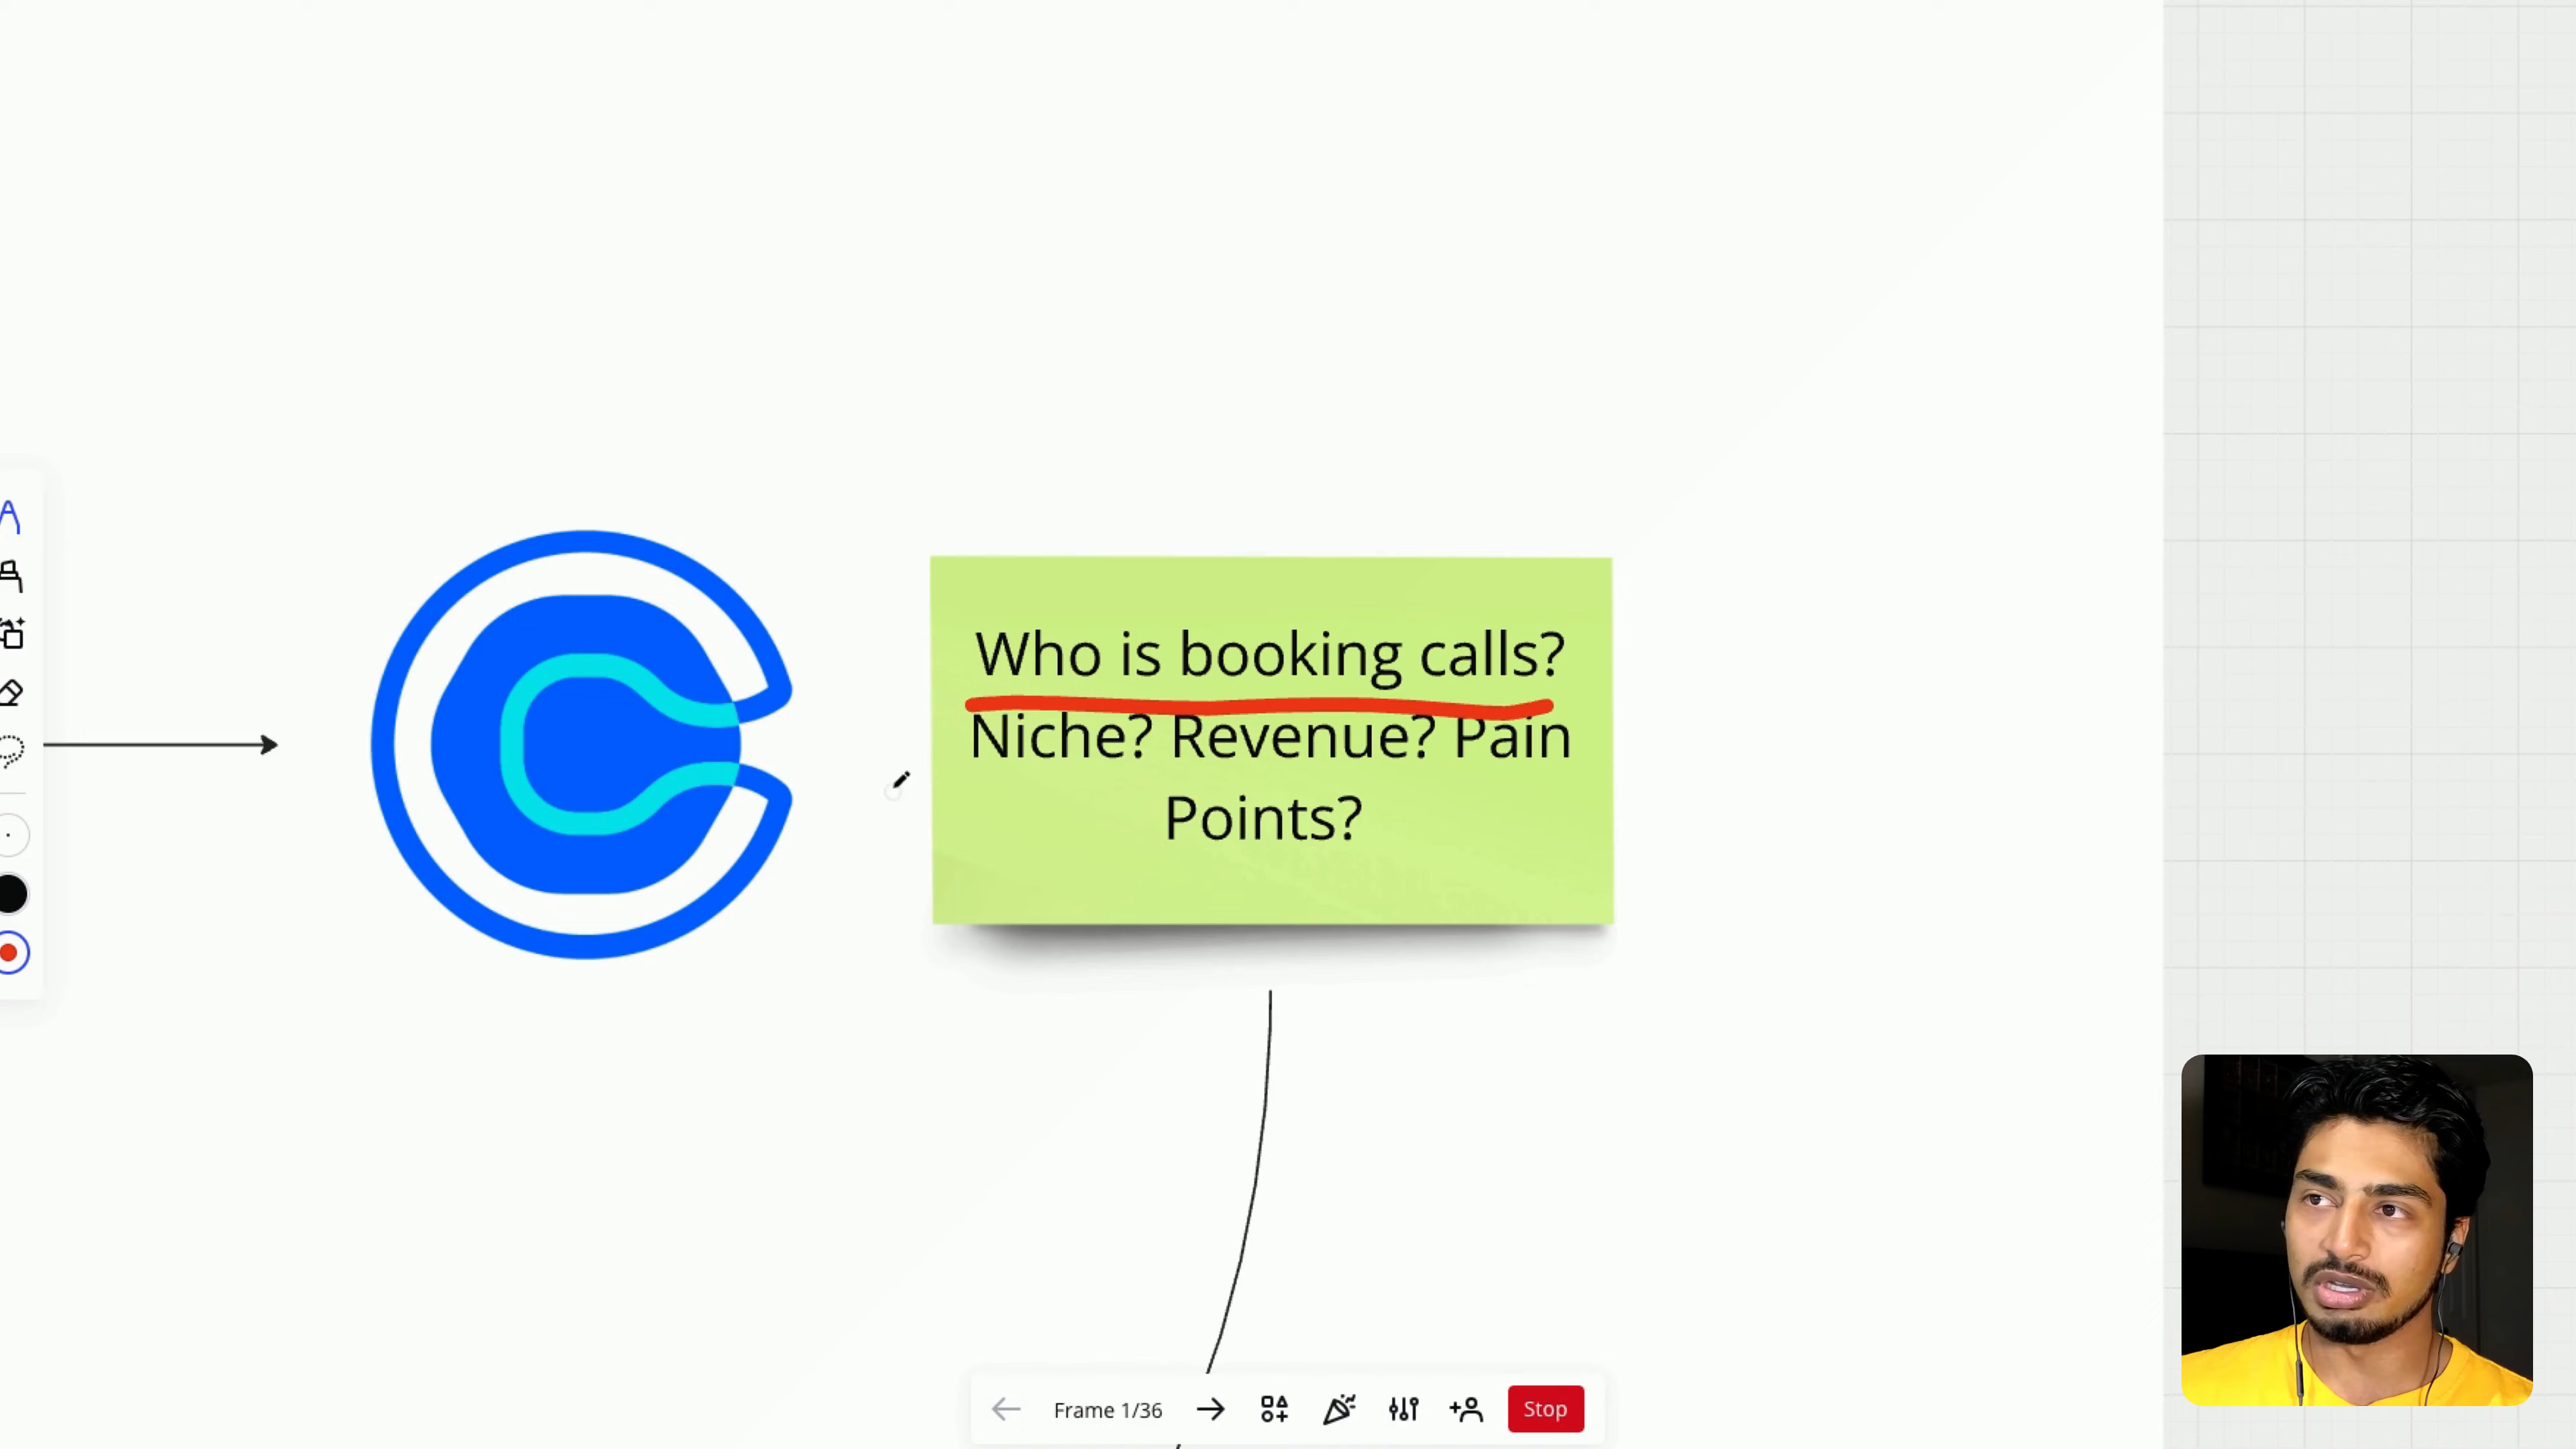 Who is booking calls?
Niche? Revenue? Pain
Points?
Frame 1/36
Stop